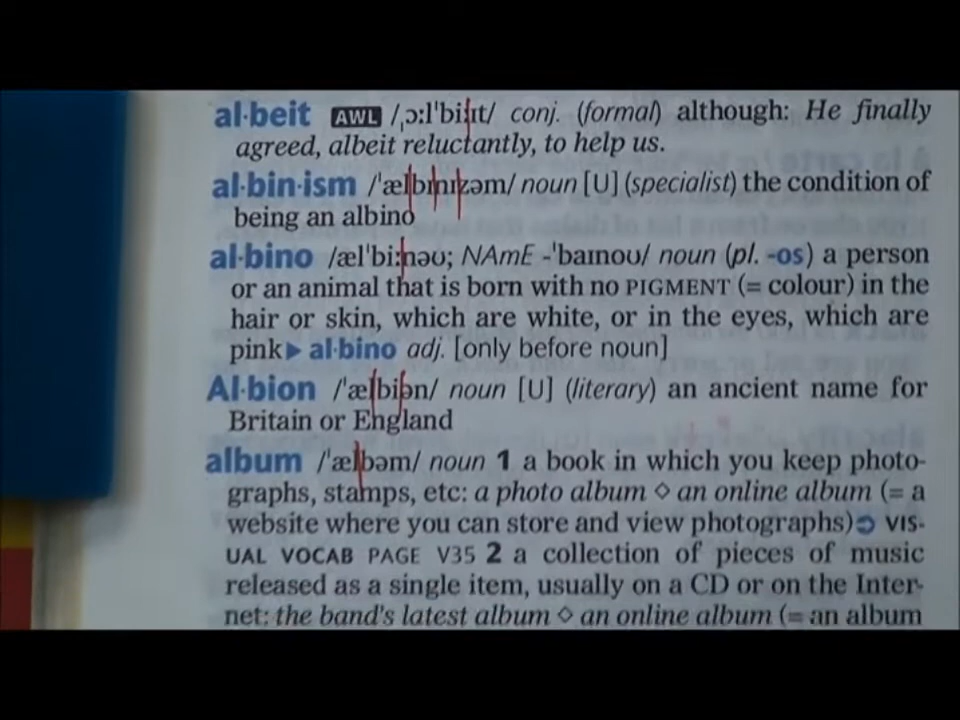 al·beit AWL /ˌɔːlˈbiːɪt/ conj. (formal) although: He finally
agreed, albeit reluctantly, to help us.
al·bin·ism /ˈælbɪnɪzəm/ noun [U] (specialist) the condition of
being an albino
al·bino /ælˈbiːnəʊ; NAmE -ˈbaɪnoʊ/ noun (pl. -os) a person
or an animal that is born with no PIGMENT (= colour) in the
hair or skin, which are white, or in the eyes, which are
pink ▶ al·bino adj. [only before noun]
Al·bion /ˈælbiən/ noun [U] (literary) an ancient name for
Britain or England
album /ˈælbəm/ noun 1 a book in which you keep photo-
graphs, stamps, etc: a photo album ◇ an online album (= a
website where you can store and view photographs) ➲ VIS-
UAL VOCAB PAGE V35 2 a collection of pieces of music
released as a single item, usually on a CD or on the Inter-
net: the band's latest album ◇ an online album (= an album